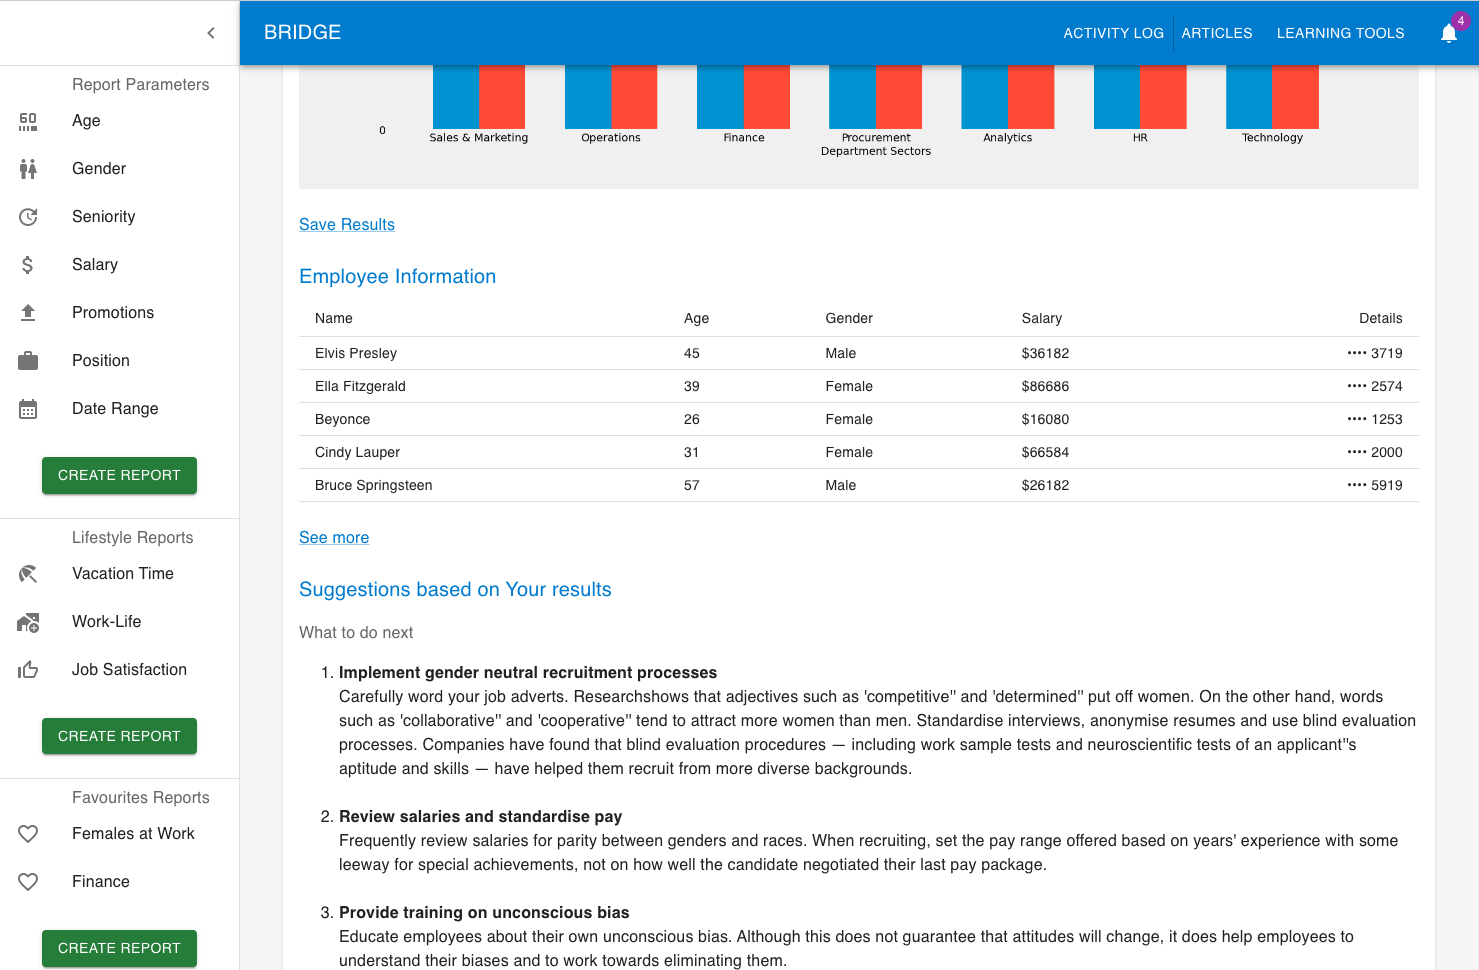 BRIDGE
ACTIVITY LOG
ARTICLES
LEARNING TOOLS
4
Report Parameters
60
Age
Gender
Seniority
Salary
Promotions
Position
Date Range
CREATE REPORT
Lifestyle Reports
Vacation Time
Work-Life
Job Satisfaction
CREATE REPORT
Favourites Reports
Females at Work
Finance
CREATE REPORT
0
Sales & Marketing Operations Finance Procurement Analytics HR Technology
Department Sectors
Save Results
Employee Information
Name Age Gender Salary Details
Elvis Presley 45 Male $36182 •••• 3719
Ella Fitzgerald 39 Female $86686 •••• 2574
Beyonce 26 Female $16080 •••• 1253
Cindy Lauper 31 Female $66584 •••• 2000
Bruce Springsteen 57 Male $26182 •••• 5919
See more
Suggestions based on Your results
What to do next
1. Implement gender neutral recruitment processes
Carefully word your job adverts. Researchshows that adjectives such as 'competitive'' and 'determined'' put off women. On the other hand, words
such as 'collaborative'' and 'cooperative'' tend to attract more women than men. Standardise interviews, anonymise resumes and use blind evaluation
processes. Companies have found that blind evaluation procedures — including work sample tests and neuroscientific tests of an applicant''s
aptitude and skills — have helped them recruit from more diverse backgrounds.
2. Review salaries and standardise pay
Frequently review salaries for parity between genders and races. When recruiting, set the pay range offered based on years' experience with some
leeway for special achievements, not on how well the candidate negotiated their last pay package.
3. Provide training on unconscious bias
Educate employees about their own unconscious bias. Although this does not guarantee that attitudes will change, it does help employees to
understand their biases and to work towards eliminating them.